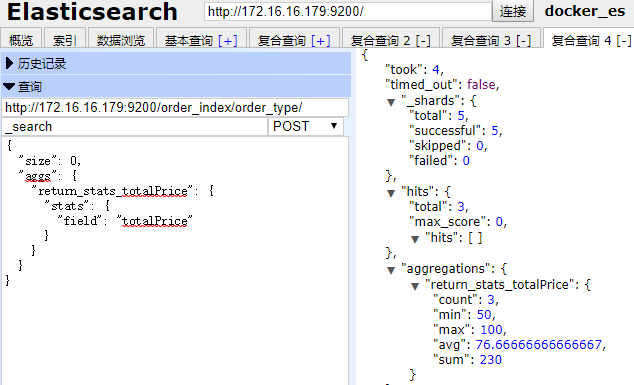 Elasticsearch http://172.16.16.179:9200/ 连接 docker_es
概览 索引 数据浏览 基本查询 [+] 复合查询 [+] 复合查询 2 [-] 复合查询 3 [-] 复合查询 4 [-]
历史记录
查询
http://172.16.16.179:9200/order_index/order_type/
_search POST
{
"size": 0,
"aggs": {
"return_stats_totalPrice": {
"stats": {
"field": "totalPrice"
}
}
}
}
{
"took": 4,
"timed_out": false,
"_shards": {
"total": 5,
"successful": 5,
"skipped": 0,
"failed": 0
},
"hits": {
"total": 3,
"max_score": 0,
"hits": [ ]
},
"aggregations": {
"return_stats_totalPrice": {
"count": 3,
"min": 50,
"max": 100,
"avg": 76.66666666666667,
"sum": 230
}